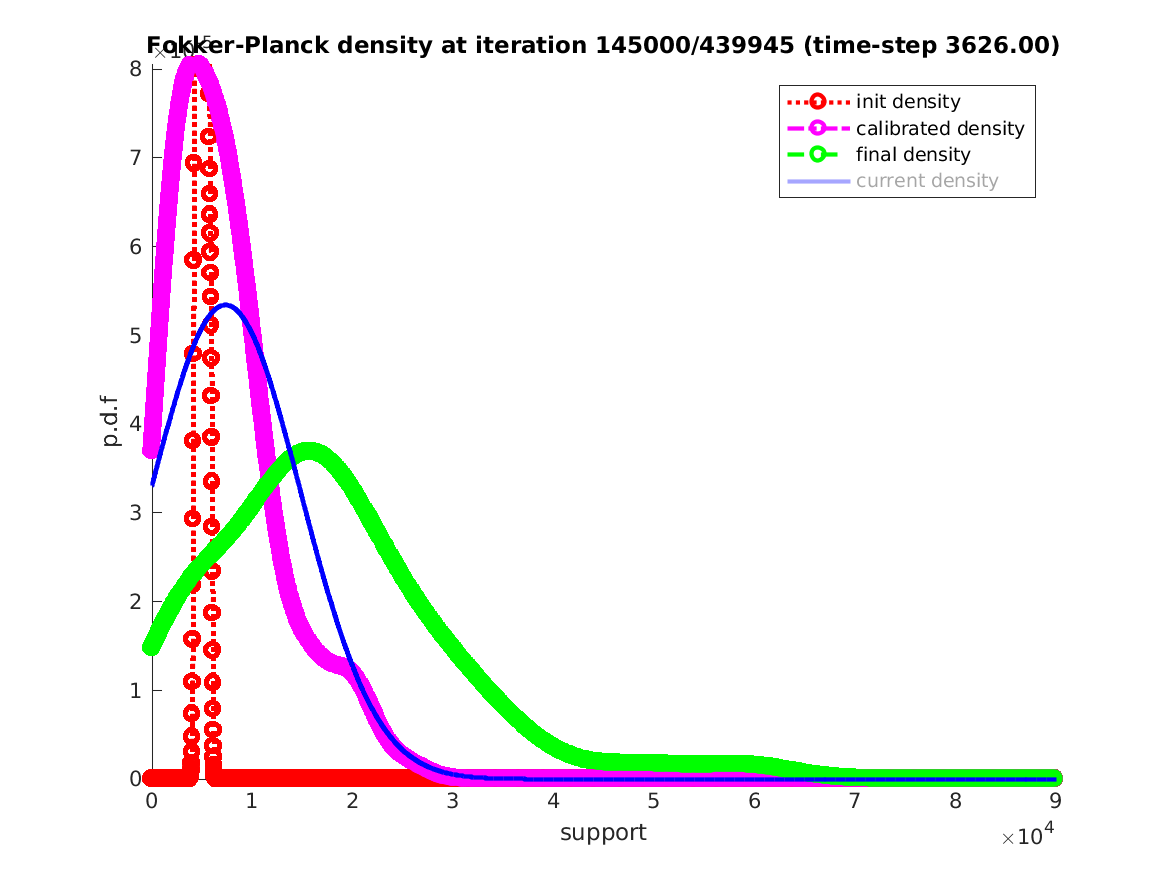 ×10⁻⁵
Fokker-Planck density at iteration 145000/439945 (time-step 3626.00)
init density
calibrated density
final density
current density
8
7
6
5
4
3
2
1
0
p.d.f
0 1 2 3 4 5 6 7 8 9
support
×10⁴